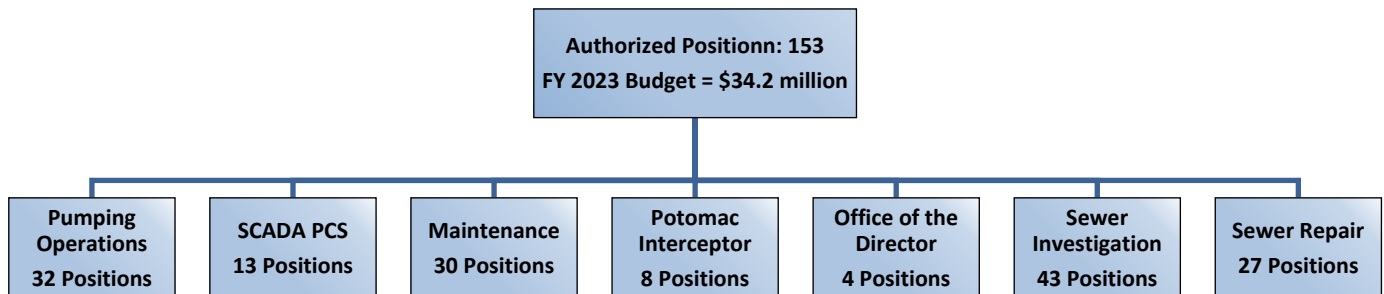 Authorized Positionn: 153
FY 2023 Budget = $34.2 million
Pumping
Operations
32 Positions
SCADA PCS
13 Positions
Maintenance
30 Positions
Potomac
Interceptor
8 Positions
Office of the
Director
4 Positions
Sewer
Investigation
43 Positions
Sewer Repair
27 Positions